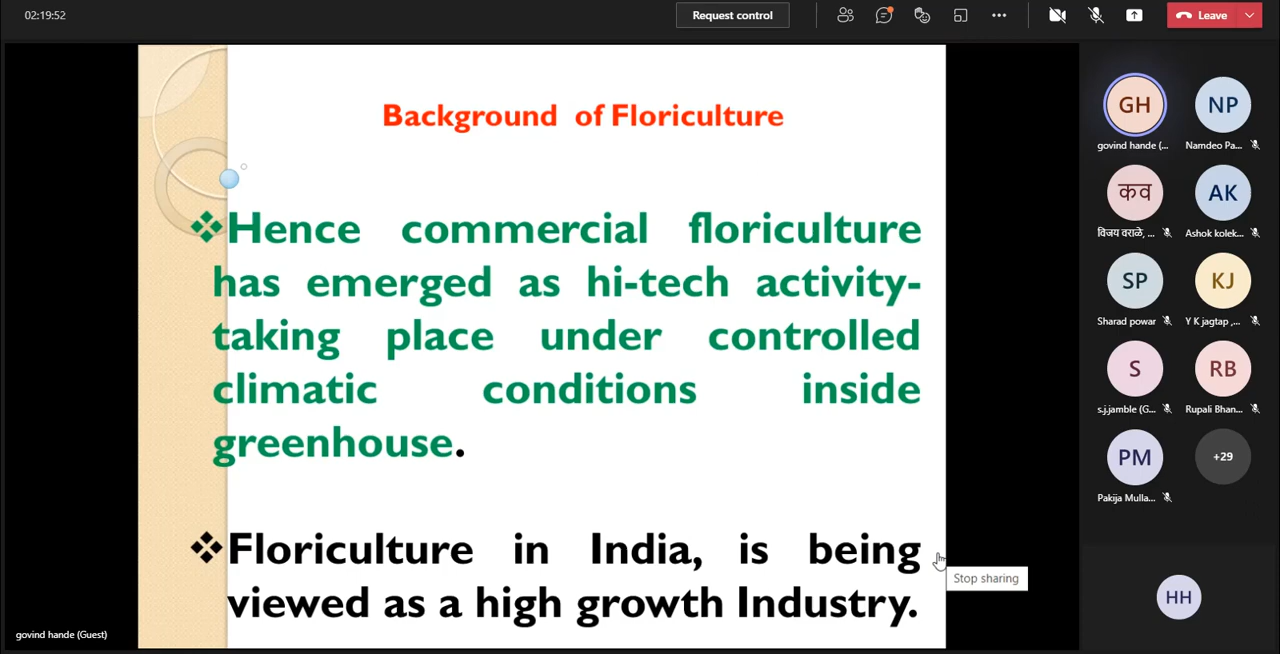 02:19:52
Request control
Leave
Background of Floriculture
Hence commercial floriculture
has emerged as hi-tech activity-
taking place under controlled
climatic conditions inside
greenhouse.
Floriculture in India, is being
viewed as a high growth Industry.
Stop sharing
govind hande (Guest)
GH
govind hande (...
NP
Namdeo Pa...
कव
विजय वराळे, ...
AK
Ashok kolek...
SP
Sharad powar
KJ
Y K jagtap ,...
S
s.j.jamble (G...
RB
Rupali Bhan...
PM
Pakija Mulla...
+29
HH